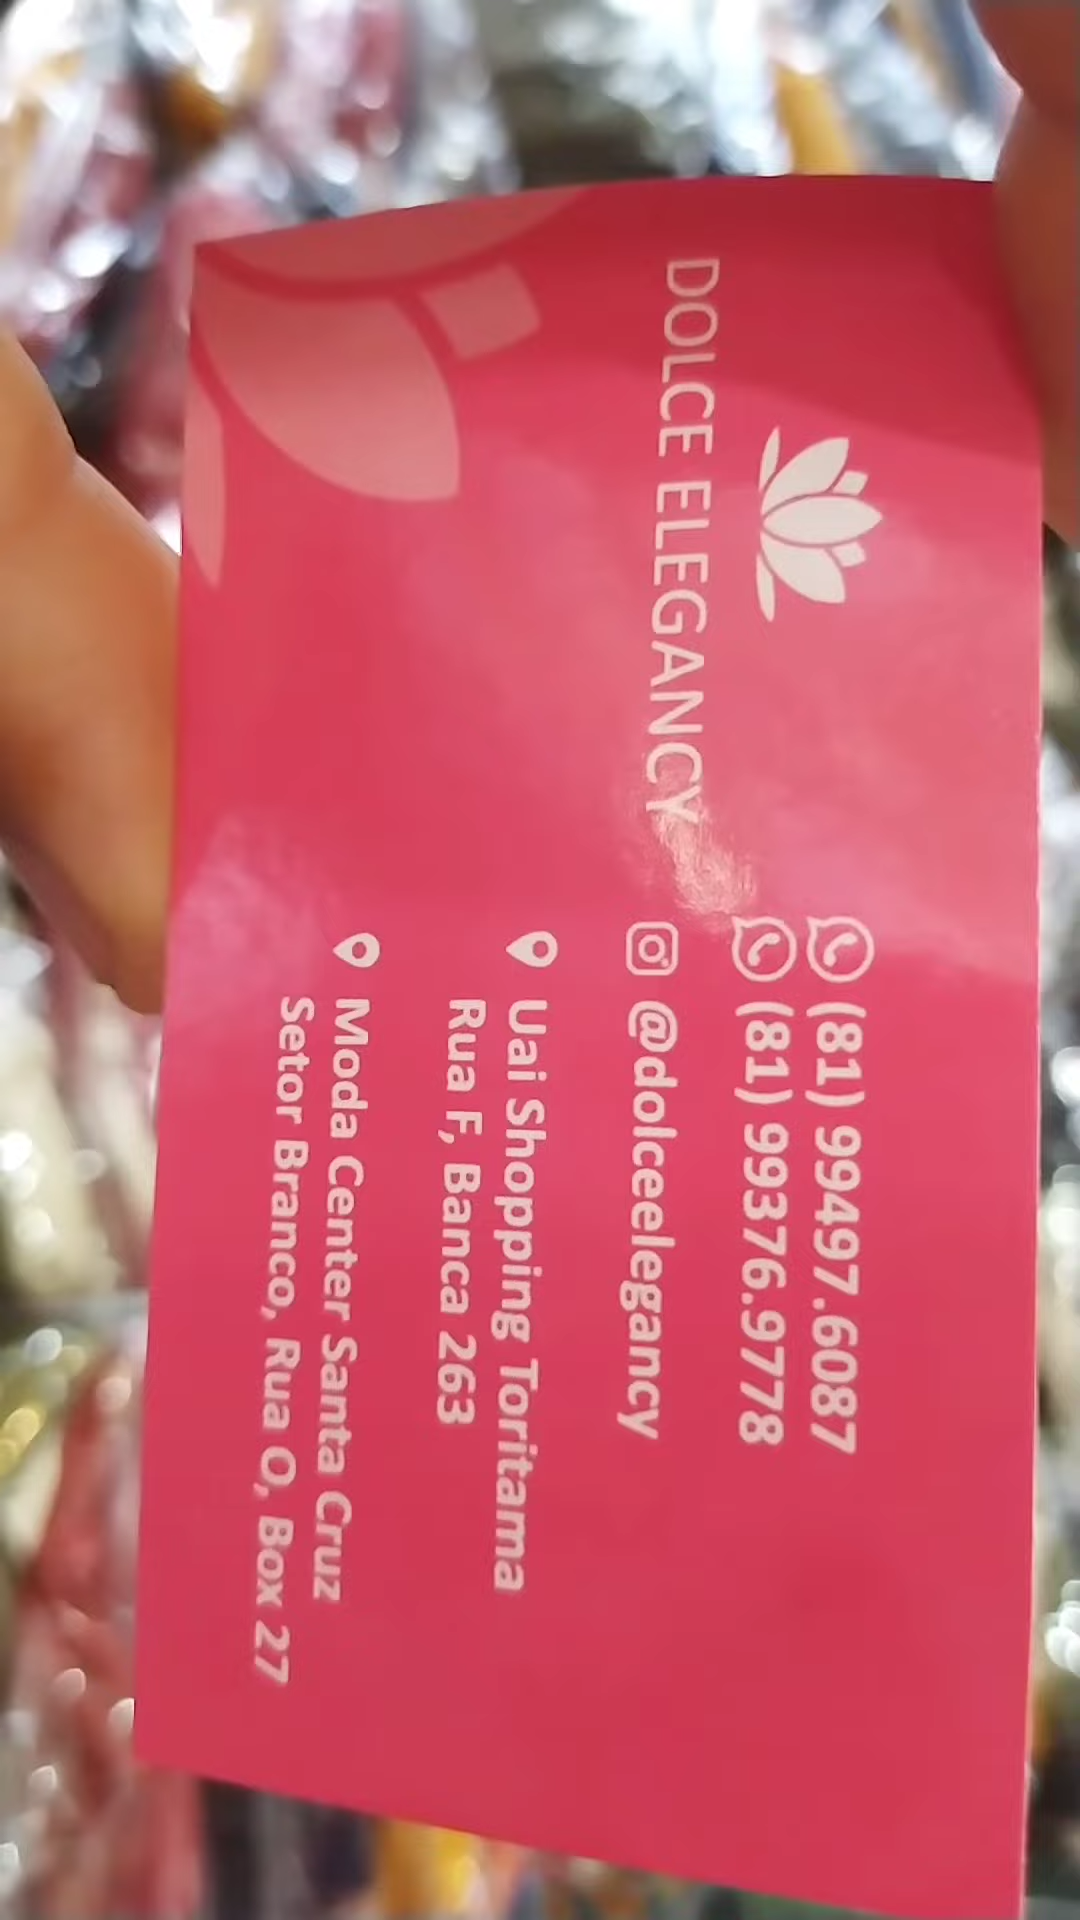 DOLCE ELEGANCY
(81) 99497.6087
(81) 99376.9778
@dolceelegancy
Uai Shopping Toritama
Rua F, Banca 263
Moda Center Santa Cruz
Setor Branco, Rua O, Box 27